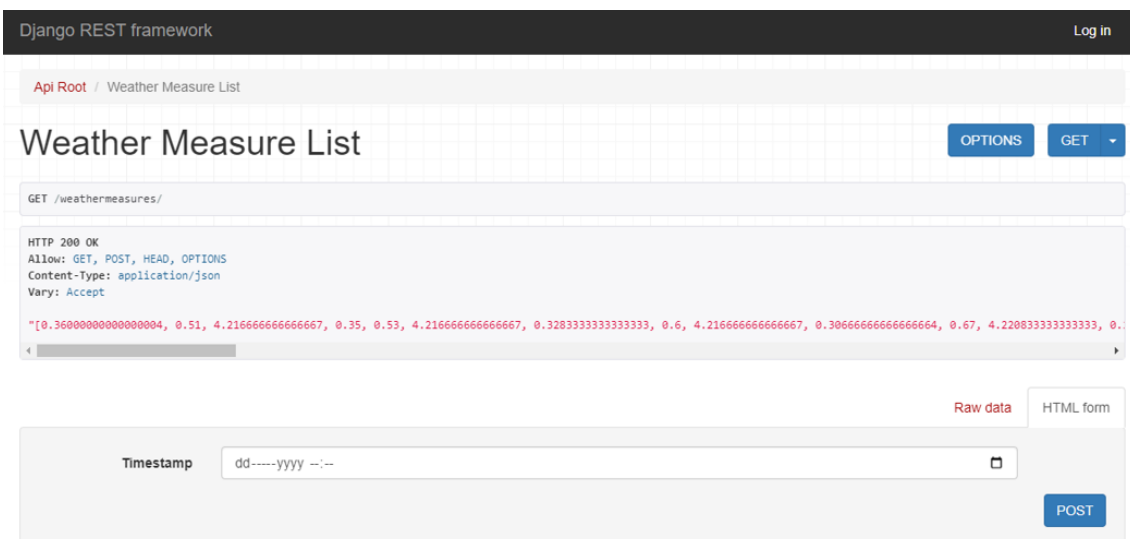 Django REST framework
Log in
Api Root / Weather Measure List
Weather Measure List
OPTIONS
GET
GET /weathermeasures/
HTTP 200 OK
Allow: GET, POST, HEAD, OPTIONS
Content-Type: application/json
Vary: Accept
"[0.36000000000000004, 0.51, 4.216666666666667, 0.35, 0.53, 4.216666666666667, 0.3283333333333333, 0.6, 4.216666666666667, 0.30666666666666664, 0.67, 4.220833333333333, 0.
Raw data
HTML form
Timestamp
dd-----yyyy --:--
POST